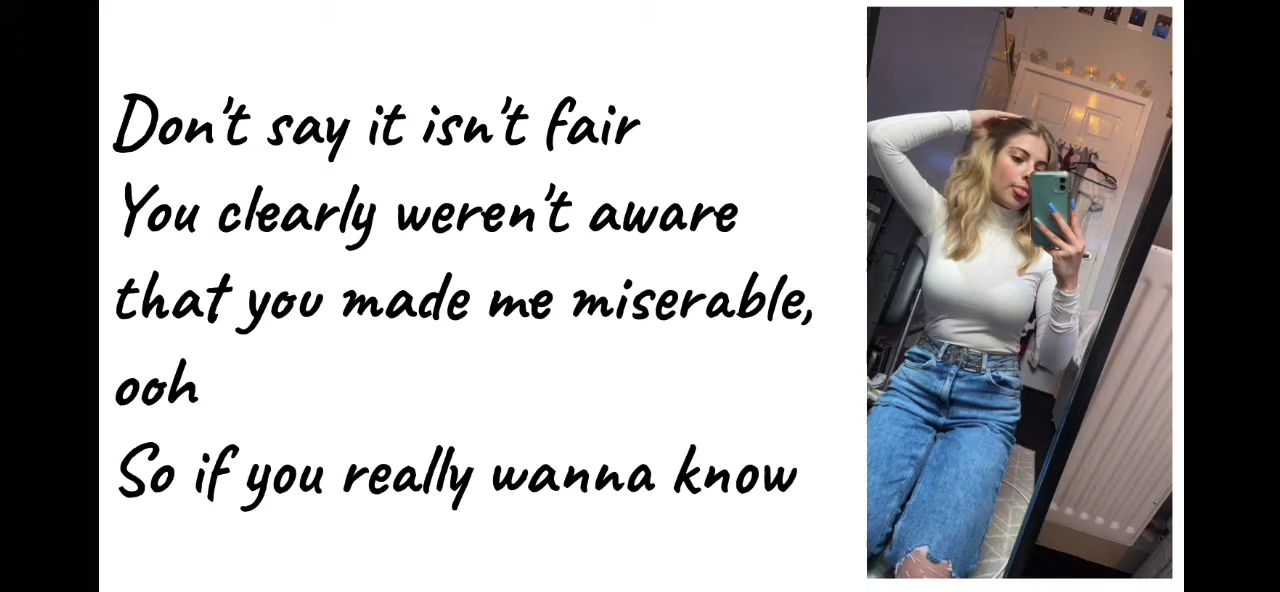 Don't say it isn't fair
You clearly weren't aware
that you made me miserable,
ooh
So if you really wanna know